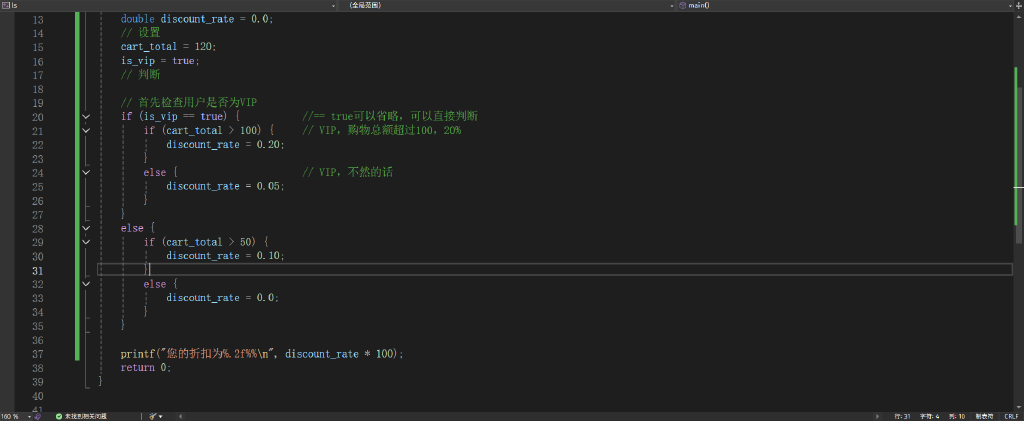 ls (全局范围) main()
13 double discount_rate = 0.0;
14 // 设置
15 cart_total = 120;
16 is_vip = true;
17 // 判断
18
19 // 首先检查用户是否为VIP
20 if (is_vip == true) { //== true可以省略，可以直接判断
21 if (cart_total > 100) { // VIP，购物总额超过100，20%
22 discount_rate = 0.20;
23 }
24 else { // VIP，不然的话
25 discount_rate = 0.05;
26 }
27 }
28 else {
29 if (cart_total > 50) {
30 discount_rate = 0.10;
31 }
32 else {
33 discount_rate = 0.0;
34 }
35 }
36
37 printf("您的折扣为%.2f%%\n", discount_rate * 100);
38 return 0;
39 }
40
41
160 % 未找到相关问题 行: 31 字符: 4 列: 10 制表符 CRLF